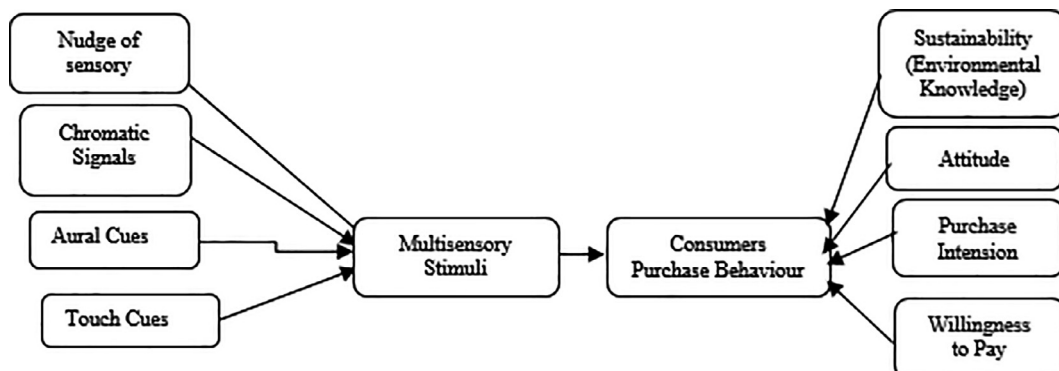 Nudge of
sensory
Chromatic
Signals
Aural Cues
Touch Cues
Multisensory
Stimuli
Consumers
Purchase Behaviour
Sustainability
(Environmental
Knowledge)
Attitude
Purchase
Intension
Willingness
to Pay